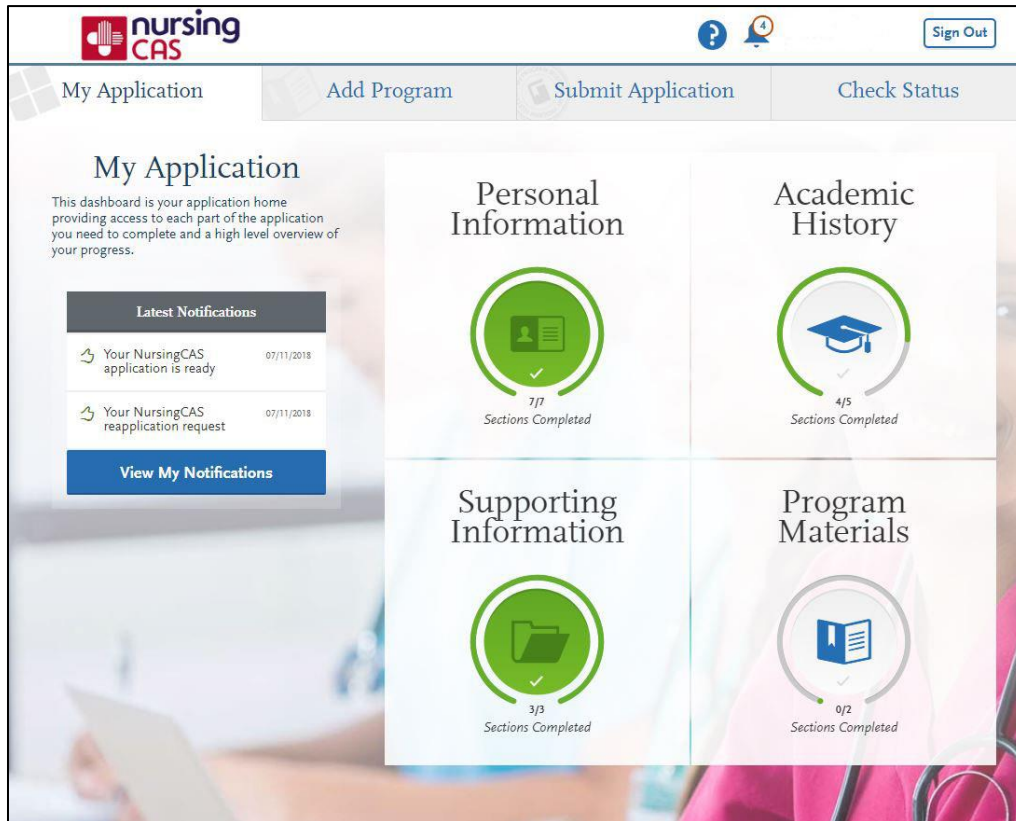 nursing
CAS
4
Sign Out
My Application
Add Program
Submit Application
Check Status
My Application
This dashboard is your application home
providing access to each part of the application
you need to complete and a high level overview of
your progress.
Latest Notifications
Your NursingCAS
application is ready
07/11/2018
Your NursingCAS
reapplication request
07/11/2018
View My Notifications
Personal
Information
7/7
Sections Completed
Academic
History
4/5
Sections Completed
Supporting
Information
3/3
Sections Completed
Program
Materials
0/2
Sections Completed